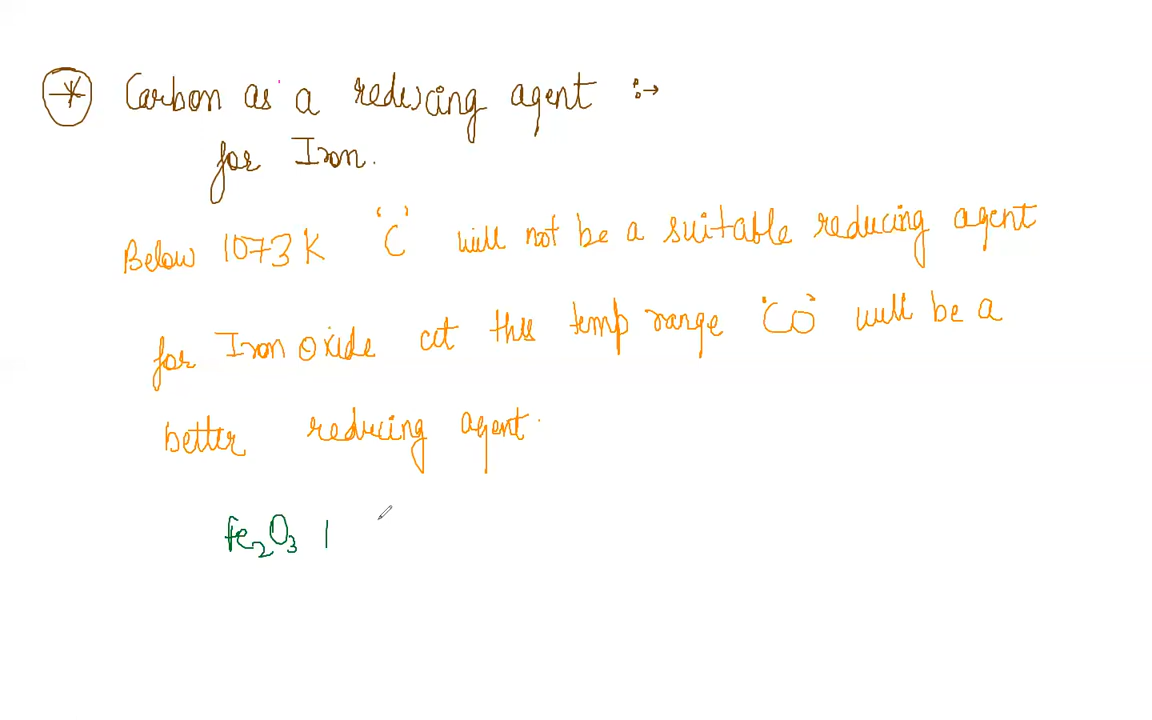 * Carbon as a reducing agent :→
for Iron.
Below 1073 K 'C' will not be a suitable reducing agent
for Iron oxide at this temp range 'CO' will be a
better reducing agent.
Fe₂O₃ |